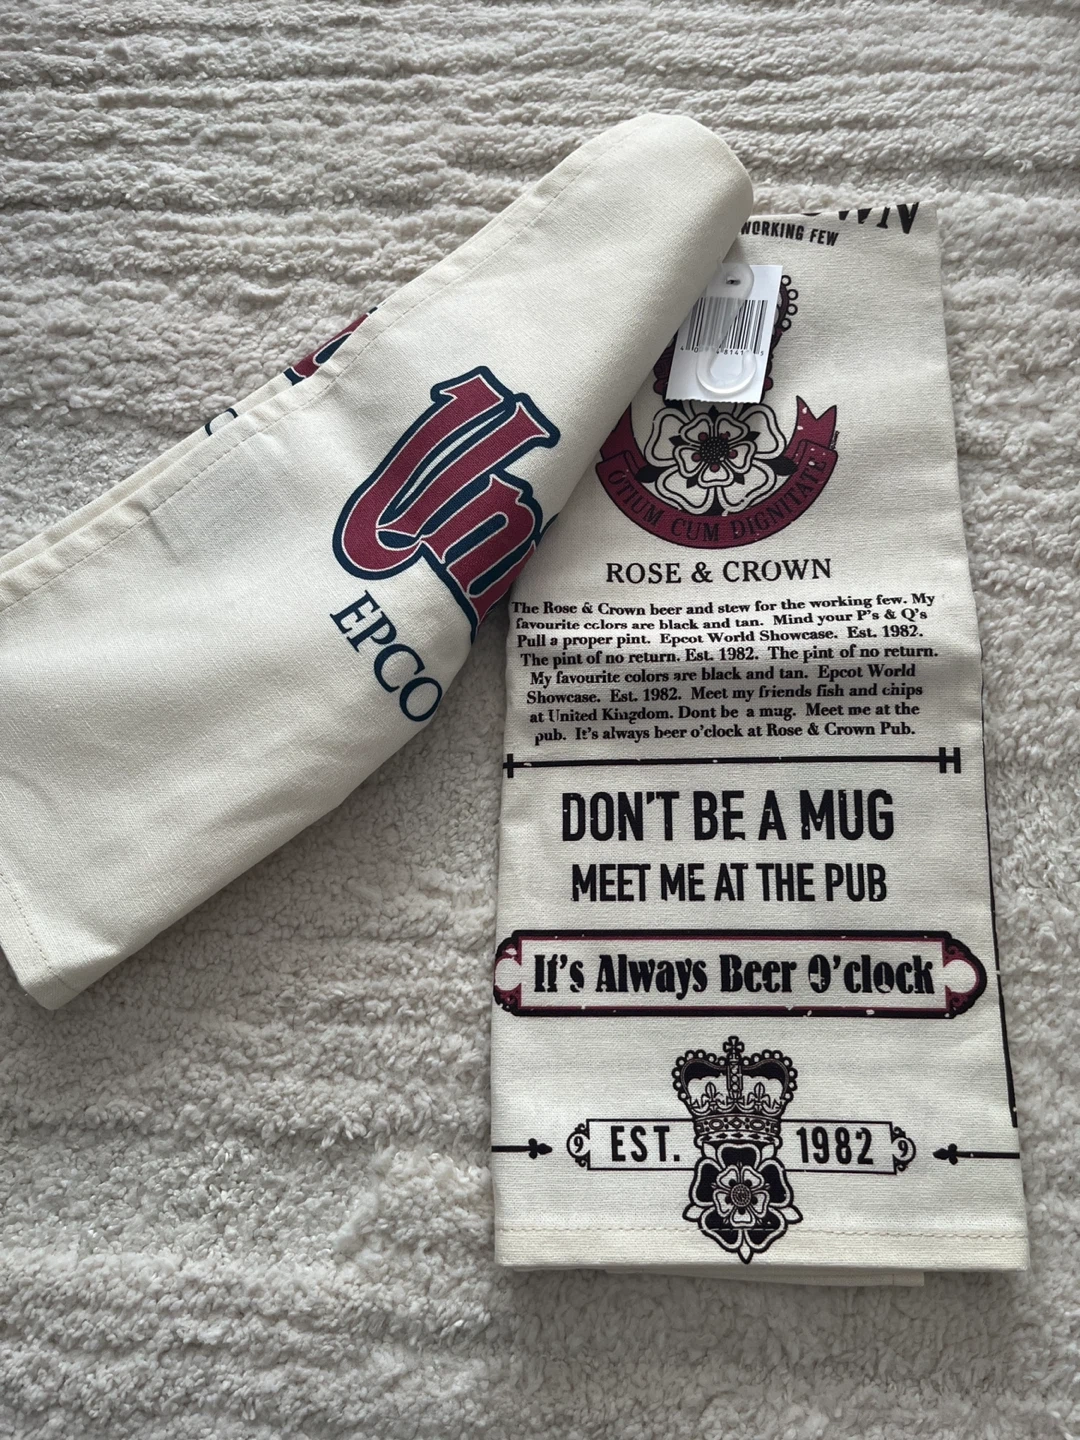 WORKING FEW
OTIUM CUM DIGNITATE
ROSE & CROWN
The Rose & Crown beer and stew for the working few. My
favourite colors are black and tan. Mind your P's & Q's
Pull a proper pint. Epcot World Showcase. Est. 1982.
The pint of no return. Est. 1982. The pint of no return.
My favourite colors are black and tan. Epcot World
Showcase. Est. 1982. Meet my friends fish and chips
at United Kingdom. Dont be a mug. Meet me at the
pub. It's always beer o'clock at Rose & Crown Pub.
DON'T BE A MUG
MEET ME AT THE PUB
It's Always Beer O'clock
EST. 1982
Un
EPCO